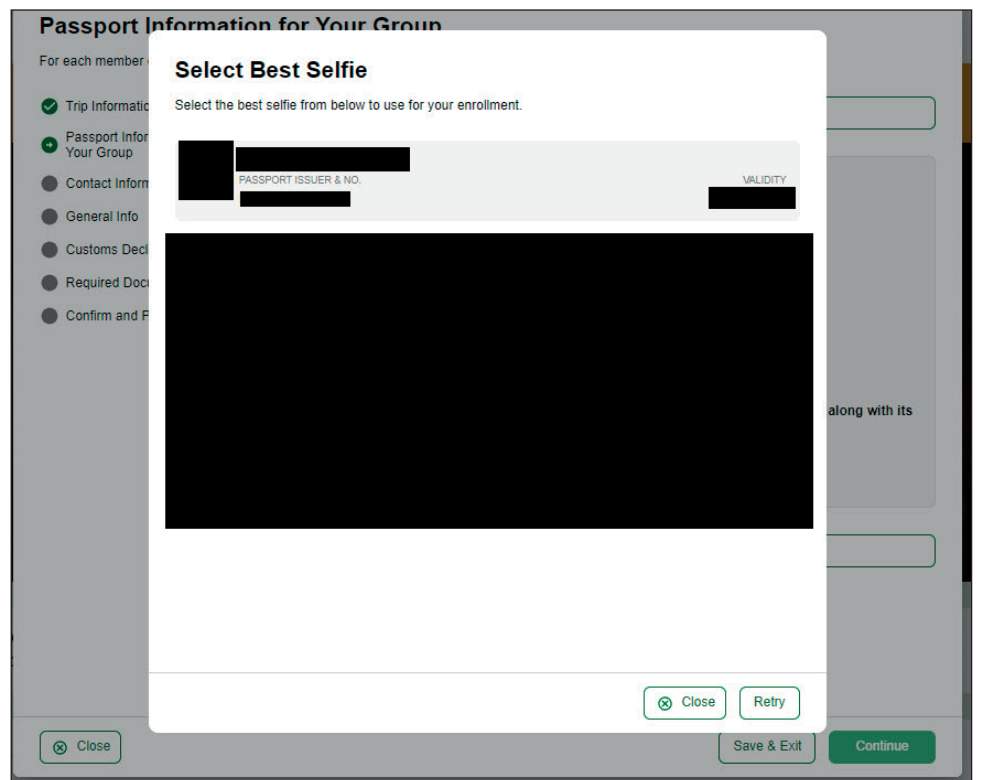 Passport Information for Your Group
For each member
Select Best Selfie
Select the best selfie from below to use for your enrollment.
Trip Informatio
Passport Infor
Your Group
Contact Inform
General Info
Customs Decl
Required Docu
Confirm and P
PASSPORT ISSUER & NO.
VALIDITY
along with its
Close
Retry
Close
Save & Exit
Continue